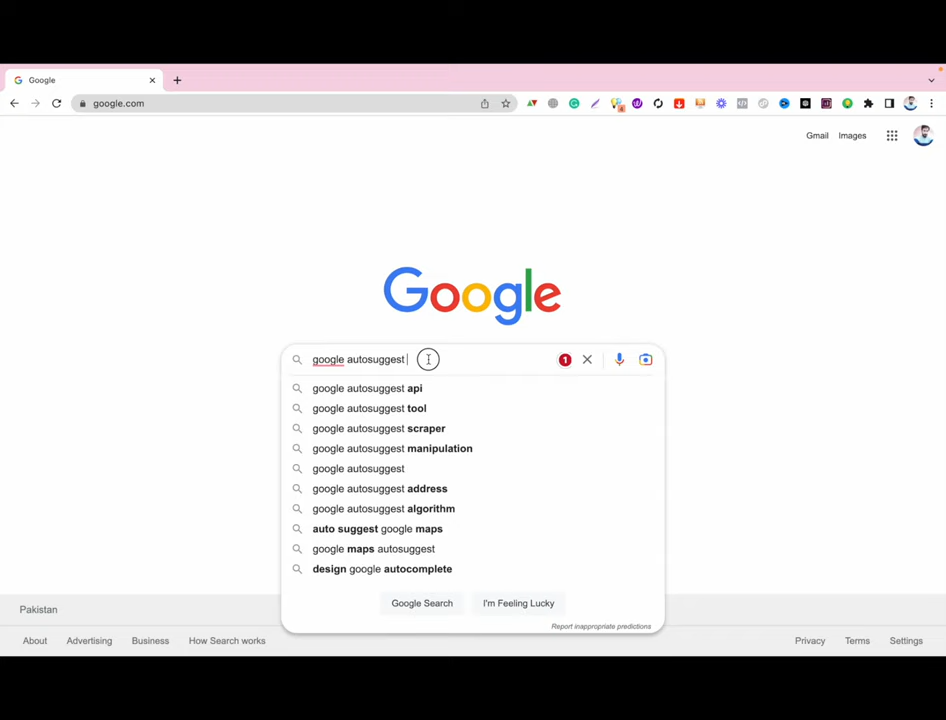 Google
google.com
Gmail Images
Google
google autosuggest 1
google autosuggest api
google autosuggest tool
google autosuggest scraper
google autosuggest manipulation
google autosuggest
google autosuggest address
google autosuggest algorithm
auto suggest google maps
google maps autosuggest
design google autocomplete
Google Search I'm Feeling Lucky
Report inappropriate predictions
Pakistan
About Advertising Business How Search works Privacy Terms Settings